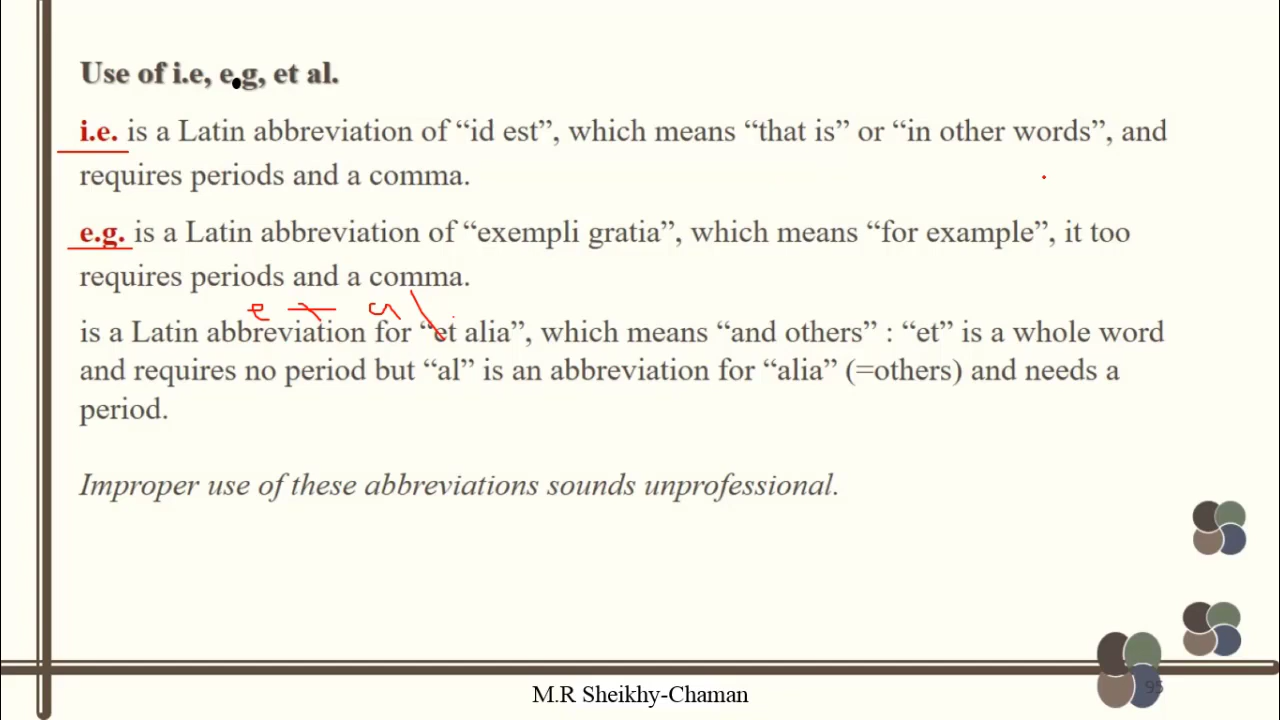 Use of i.e, e.g, et al.
i.e. is a Latin abbreviation of “id est”, which means “that is” or “in other words”, and
requires periods and a comma.
e.g. is a Latin abbreviation of “exempli gratia”, which means “for example”, it too
requires periods and a comma.
et al
is a Latin abbreviation for “et alia”, which means “and others” : “et” is a whole word
and requires no period but “al” is an abbreviation for “alia” (=others) and needs a
period.
Improper use of these abbreviations sounds unprofessional.
95
M.R Sheikhy-Chaman